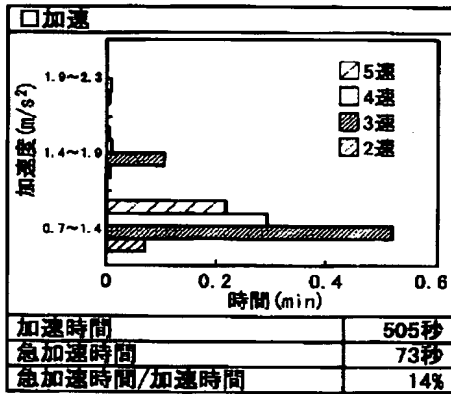 □加速
加速度(m/s²)
1.9~2.3
1.4~1.9
0.7~1.4
5速
4速
3速
2速
0 0.2 0.4 0.6
時間(min)
加速時間 505秒
急加速時間 73秒
急加速時間/加速時間 14%